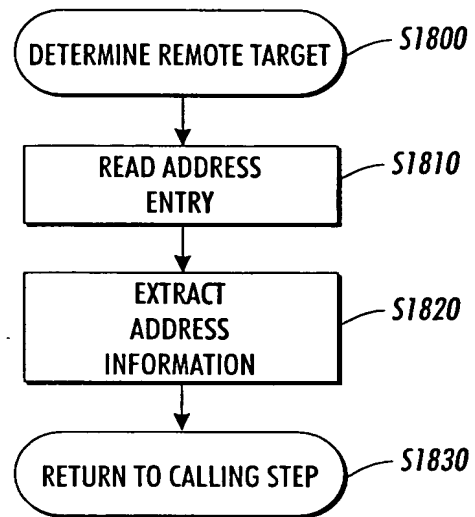 DETERMINE REMOTE TARGET
S1800
READ ADDRESS
ENTRY
S1810
EXTRACT
ADDRESS
INFORMATION
S1820
RETURN TO CALLING STEP
S1830